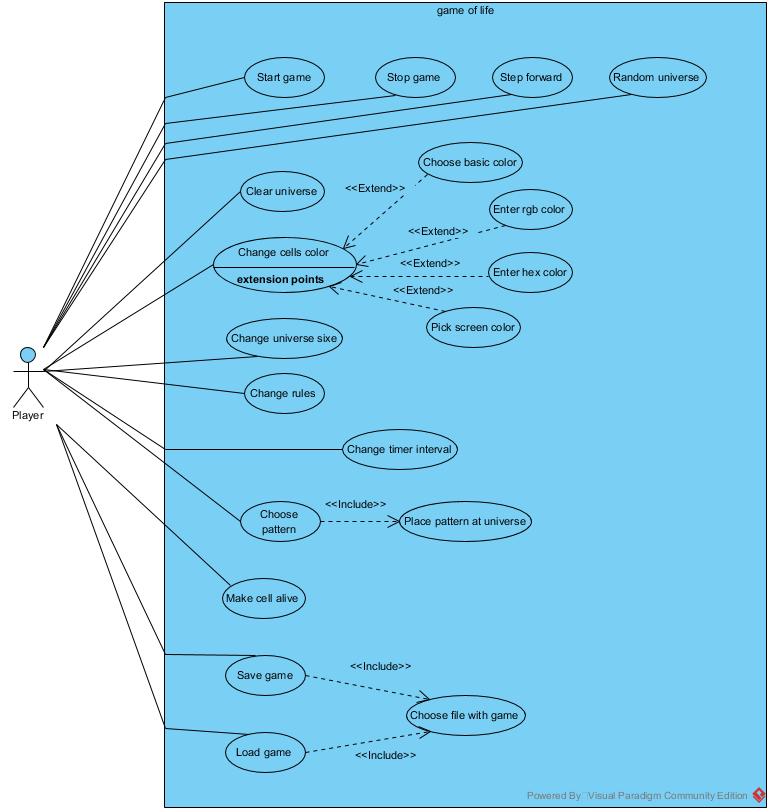 game of life
Start game
Stop game
Step forward
Random universe
Choose basic color
Clear universe
<<Extend>>
Enter rgb color
<<Extend>>
Change cells color
<<Extend>>
Enter hex color
extension points
<<Extend>>
Pick screen color
Change universe sixe
Change rules
Player
Change timer interval
<<Include>>
Choose
pattern
Place pattern at universe
Make cell alive
<<Include>>
Save game
Choose file with game
Load game
<<Include>>
Powered By Visual Paradigm Community Edition